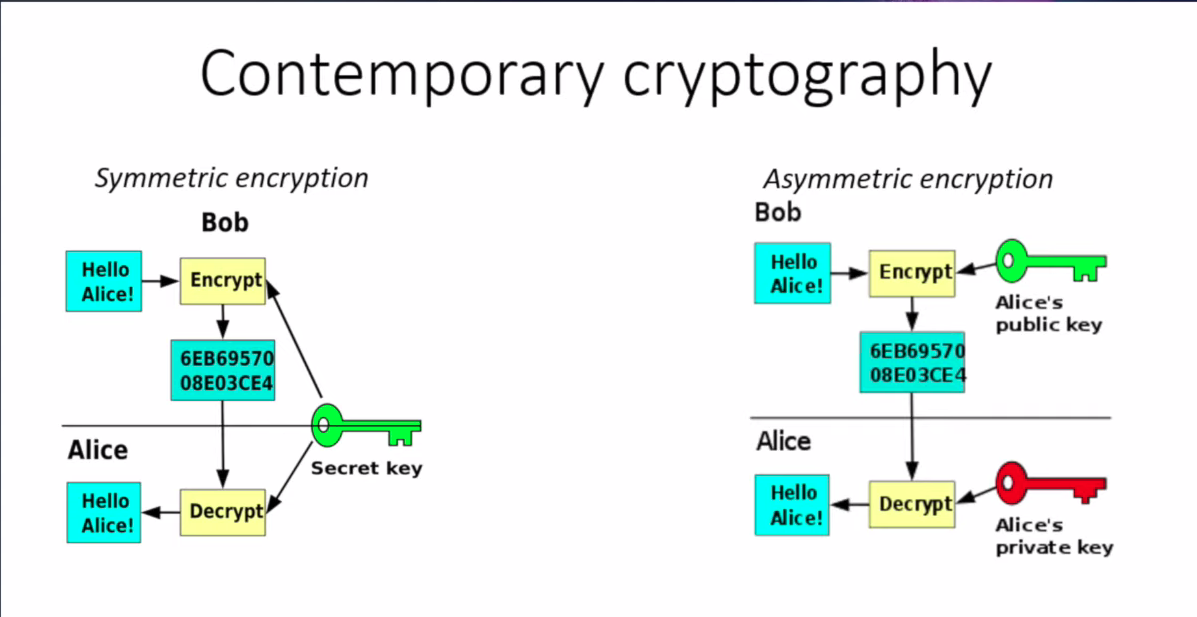 Contemporary cryptography
Symmetric encryption
Bob
Hello
Alice!
Encrypt
6EB69570
08E03CE4
Alice
Secret key
Hello
Alice!
Decrypt
Asymmetric encryption
Bob
Hello
Alice!
Encrypt
Alice's
public key
6EB69570
08E03CE4
Alice
Hello
Alice!
Decrypt
Alice's
private key